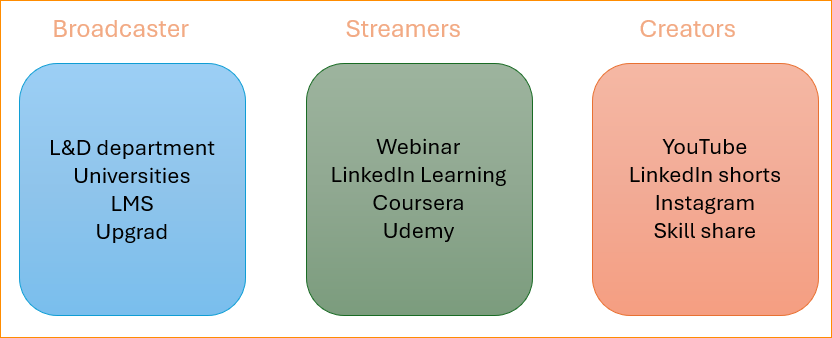 Broadcaster
L&D department
Universities
LMS
Upgrad
Streamers
Webinar
LinkedIn Learning
Coursera
Udemy
Creators
YouTube
LinkedIn shorts
Instagram
Skill share